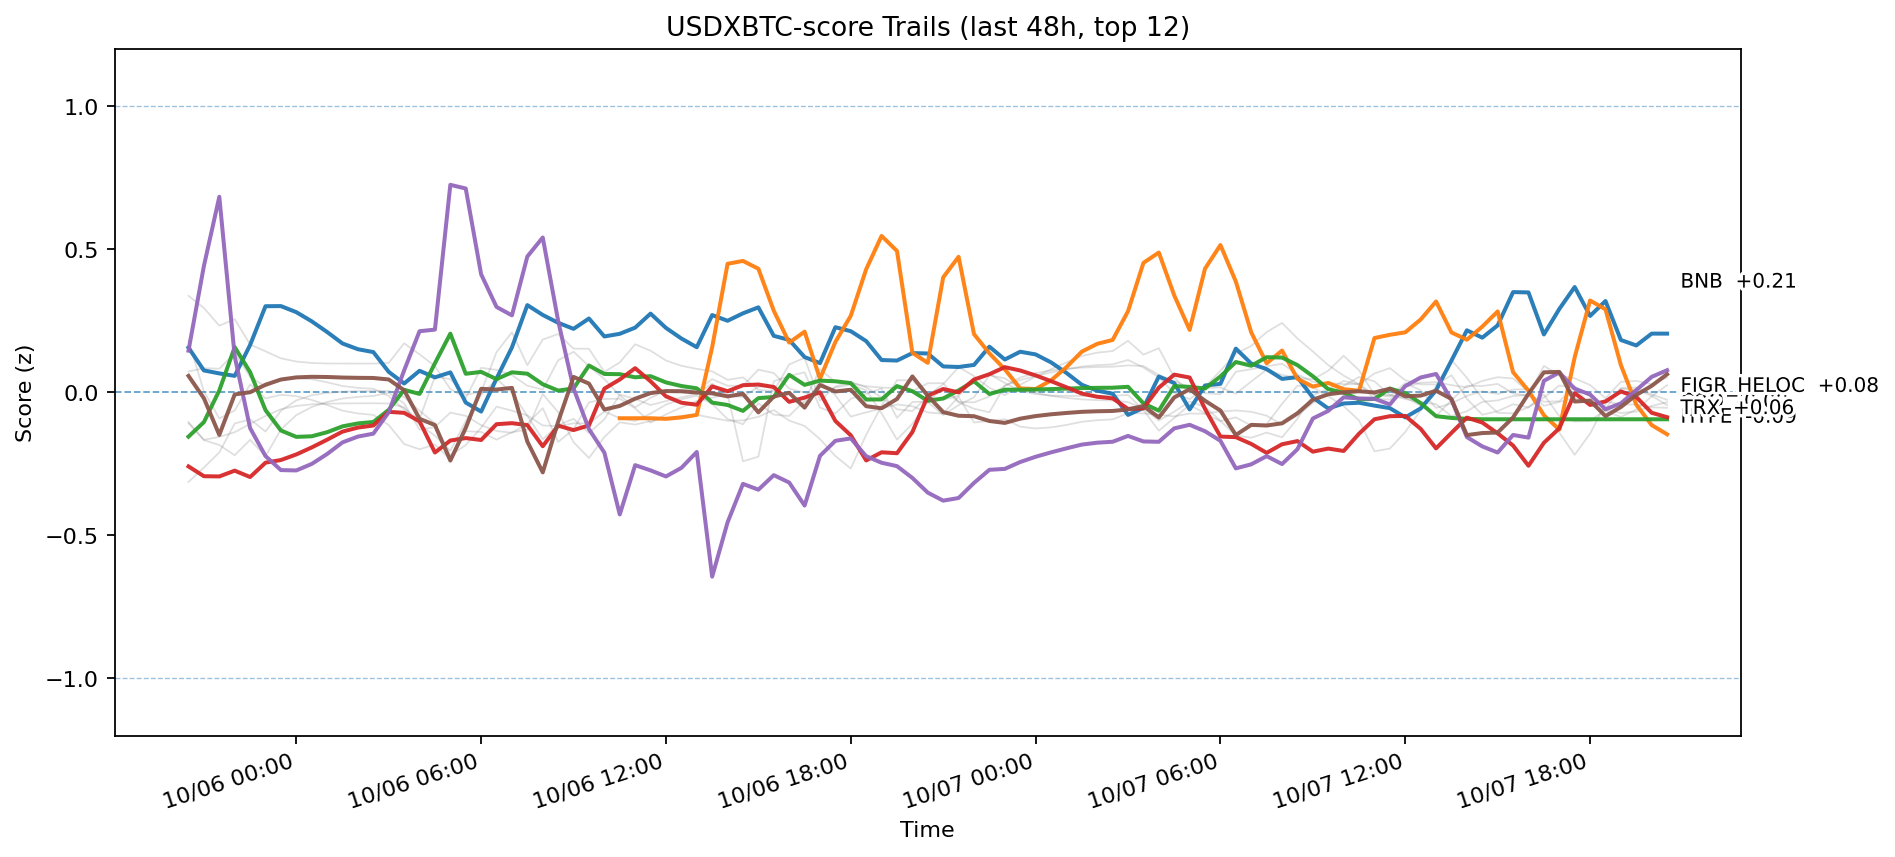 USDXBTC-score Trails (last 48h, top 12)
Score (z)
1.0
0.5
0.0
−0.5
−1.0
BNB +0.21
FIGR_HELOC +0.08
TRX +0.06
HYPE −0.09
10/06 00:00
10/06 06:00
10/06 12:00
10/06 18:00
10/07 00:00
10/07 06:00
10/07 12:00
10/07 18:00
Time